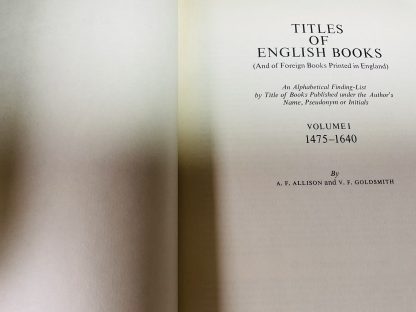 TITLES
OF
ENGLISH BOOKS
(And of Foreign Books Printed in England)
An Alphabetical Finding-List
by Title of Books Published under the Author's
Name, Pseudonym or Initials
VOLUME I
1475–1640
By
A. F. ALLISON and V. F. GOLDSMITH